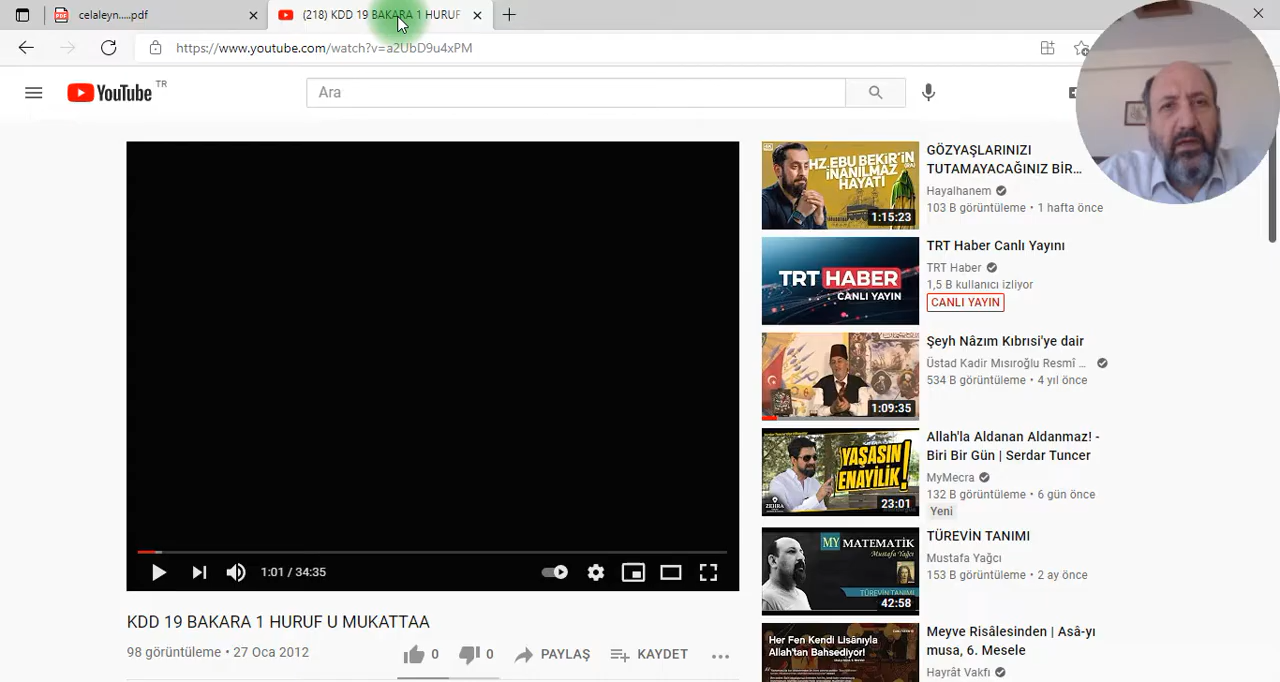 celaleyn....pdf
(218) KDD 19 BAKARA 1 HURUF
https://www.youtube.com/watch?v=a2UbD9u4xPM
YouTube TR
Ara
HZ. EBU BEKİR'İN
(RA)
İNANILMAZ
HAYATI
4K
1:15:23
GÖZYAŞLARINIZI
TUTAMAYACAĞINIZ BİR...
Hayalhanem
103 B görüntüleme • 1 hafta önce
TRT HABER
CANLI YAYIN
TRT Haber Canlı Yayını
TRT Haber
1,5 B kullanıcı izliyor
CANLI YAYIN
1:09:35
Şeyh Nâzım Kıbrısi'ye dair
Üstad Kadir Mısıroğlu Resmî ...
534 B görüntüleme • 4 yıl önce
YAŞASIN
ENAYİLİK!
ZEHRA
23:01
Allah'la Aldanan Aldanmaz! -
Biri Bir Gün | Serdar Tuncer
MyMecra
132 B görüntüleme • 6 gün önce
Yeni
MY MATEMATİK
Mustafa Yağcı
TÜREVİN TANIMI
42:58
TÜREVİN TANIMI
Mustafa Yağcı
153 B görüntüleme • 2 ay önce
Her Fen Kendi Lisânıyla
Allah'tan Bahsediyor!
Meyve Risâlesinden | Asâ-yı
musa, 6. Mesele
Hayrât Vakfı
1:01 / 34:35
KDD 19 BAKARA 1 HURUF U MUKATTAA
98 görüntüleme • 27 Oca 2012
0
0
PAYLAŞ
KAYDET